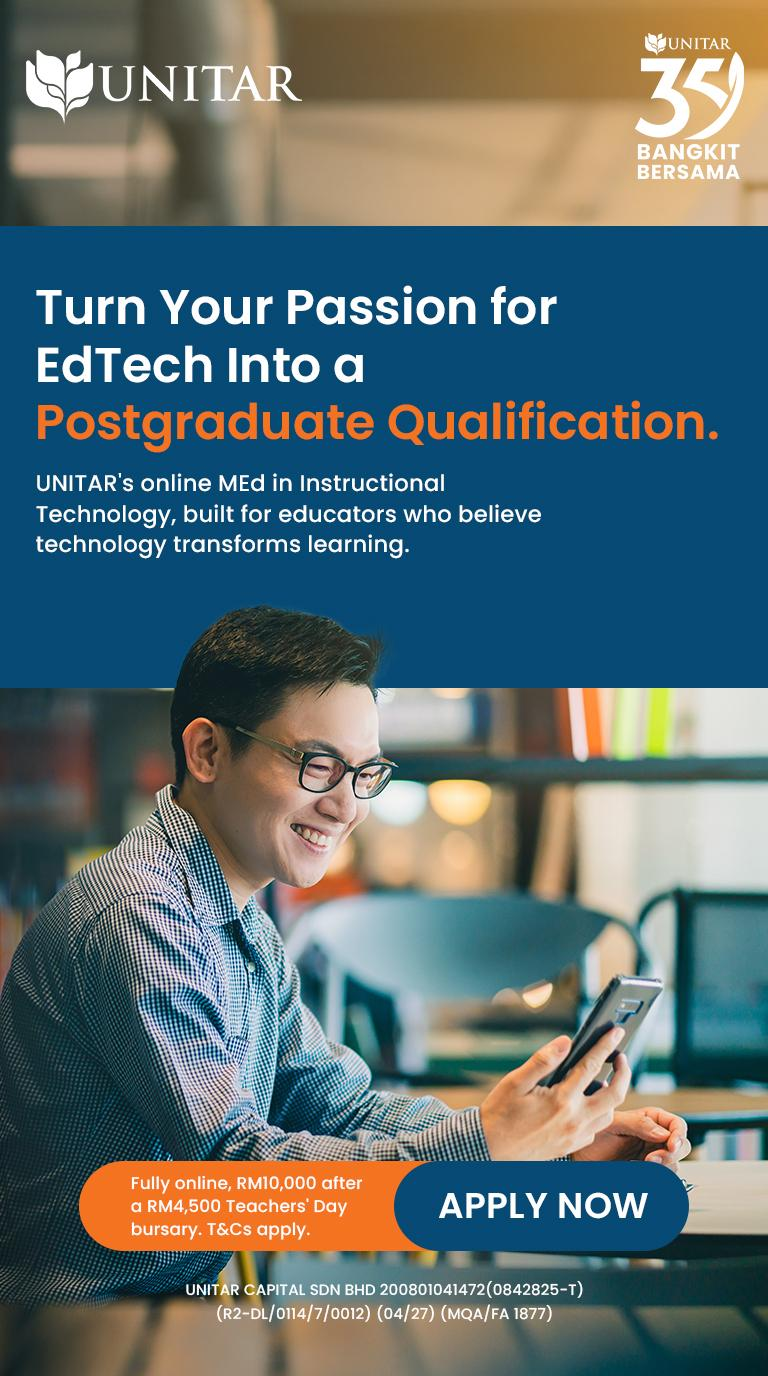 UNITAR
UNITAR
35
BANGKIT
BERSAMA
Turn Your Passion for
EdTech Into a
Postgraduate Qualification.
UNITAR's online MEd in Instructional
Technology, built for educators who believe
technology transforms learning.
Fully online, RM10,000 after
a RM4,500 Teachers' Day
bursary. T&Cs apply.
APPLY NOW
UNITAR CAPITAL SDN BHD 200801041472(0842825-T)
(R2-DL/0114/7/0012) (04/27) (MQA/FA 1877)